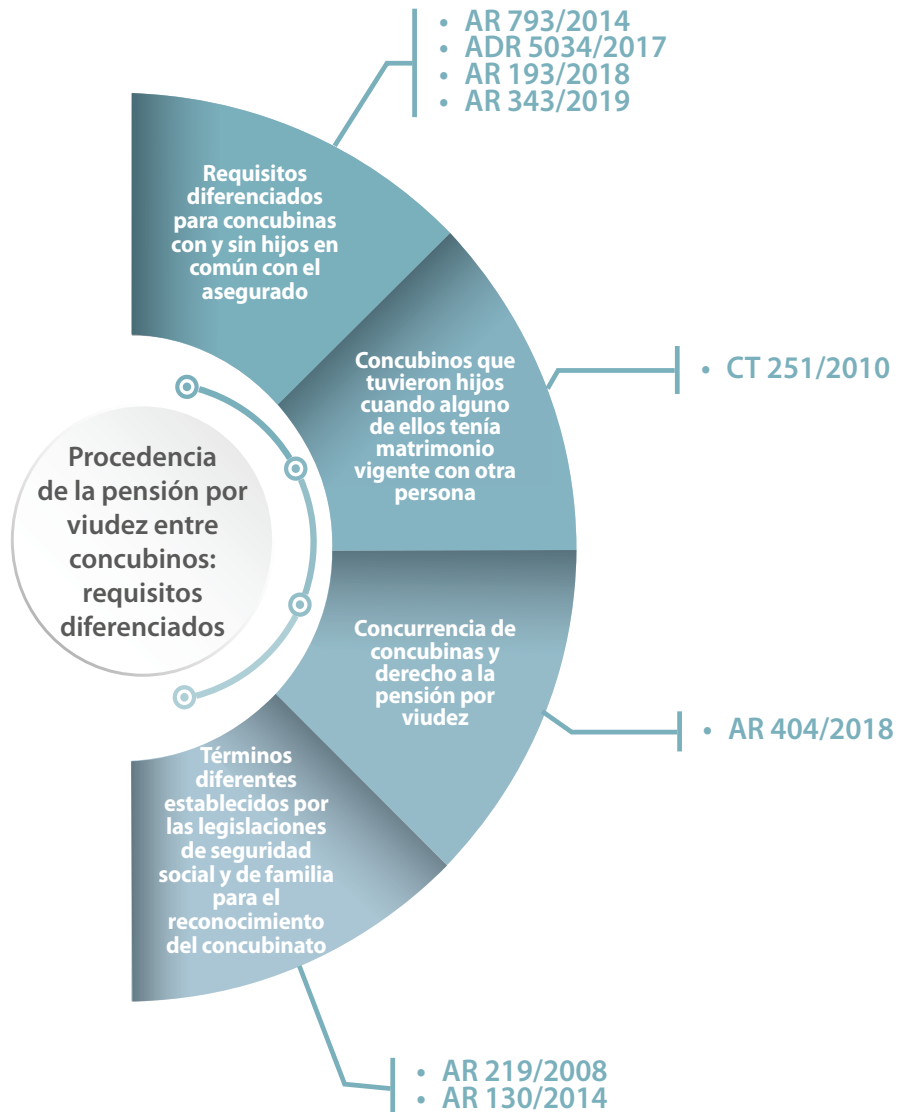 • AR 793/2014
• ADR 5034/2017
• AR 193/2018
• AR 343/2019
Requisitos
diferenciados
para concubinas
con y sin hijos en
común con el
asegurado
Concubinos que
tuvieron hijos
cuando alguno
de ellos tenía
matrimonio
vigente con otra
persona
• CT 251/2010
Procedencia
de la pensión por
viudez entre
concubinos:
requisitos
diferenciados
Concurrencia de
concubinas y
derecho a la
pensión por
viudez
• AR 404/2018
Términos
diferentes
establecidos por
las legislaciones
de seguridad
social y de familia
para el
reconocimiento
del concubinato
• AR 219/2008
• AR 130/2014